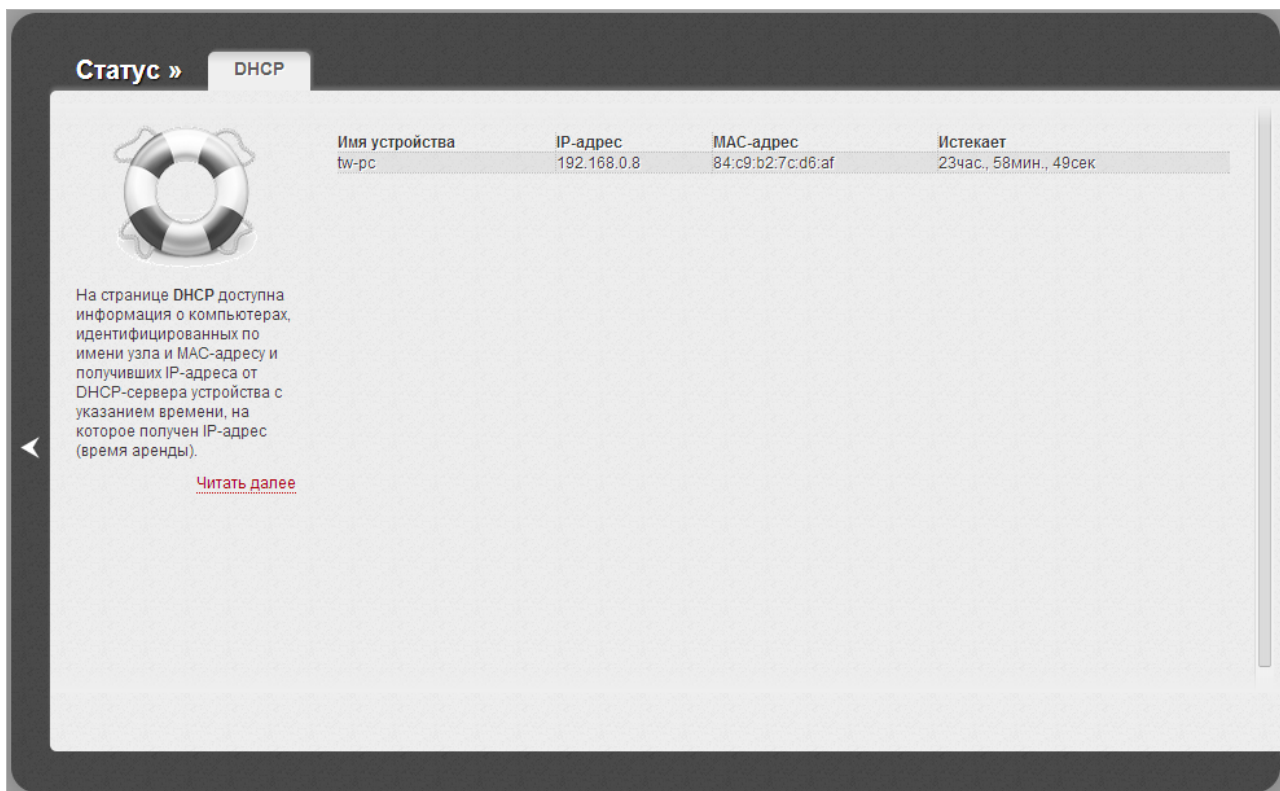 Статус »
DHCP
Имя устройства IP-адрес MAC-адрес Истекает
tw-pc 192.168.0.8 84:c9:b2:7c:d6:af 23час., 58мин., 49сек
На странице DHCP доступна
информация о компьютерах,
идентифицированных по
имени узла и MAC-адресу и
получивших IP-адреса от
DHCP-сервера устройства с
указанием времени, на
которое получен IP-адрес
(время аренды).
Читать далее